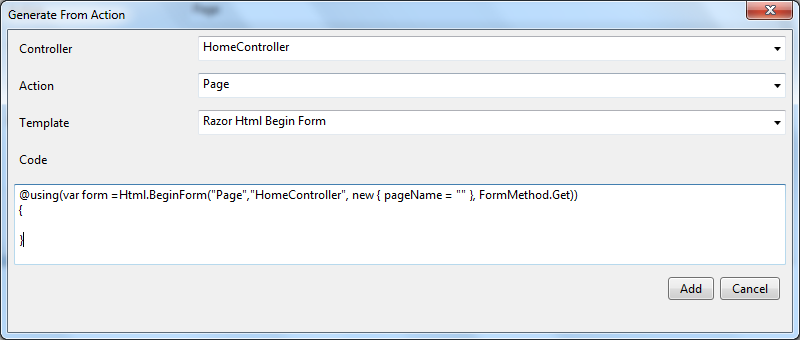 Page
Generate From Action
Controller HomeController
Action Page
Template Razor Html Begin Form
Code
@using(var form =Html.BeginForm("Page","HomeController", new { pageName = "" }, FormMethod.Get))
{
}
Add Cancel